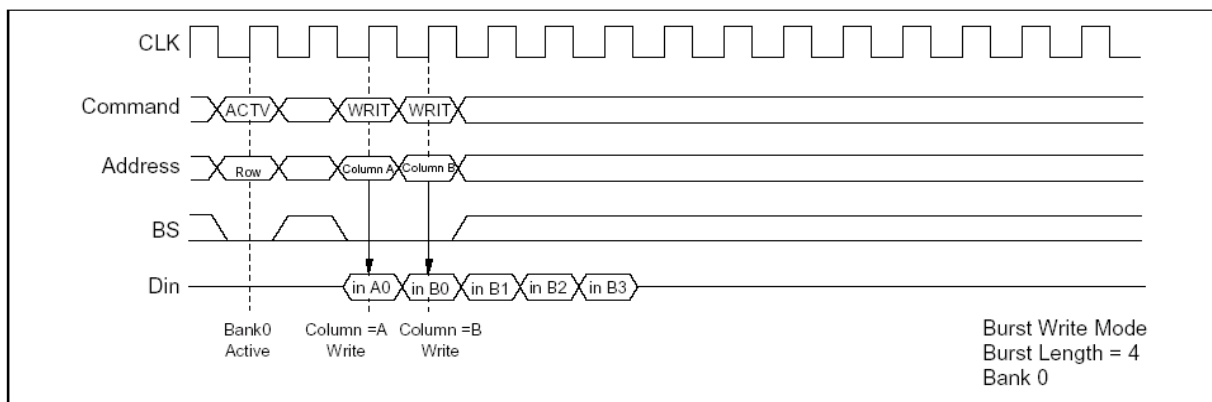 CLK
Command ACTV WRIT WRIT
Address Row Column A Column B
BS
Din in A0 in B0 in B1 in B2 in B3
Bank0 Column =A Column =B
Active Write Write
Burst Write Mode
Burst Length = 4
Bank 0